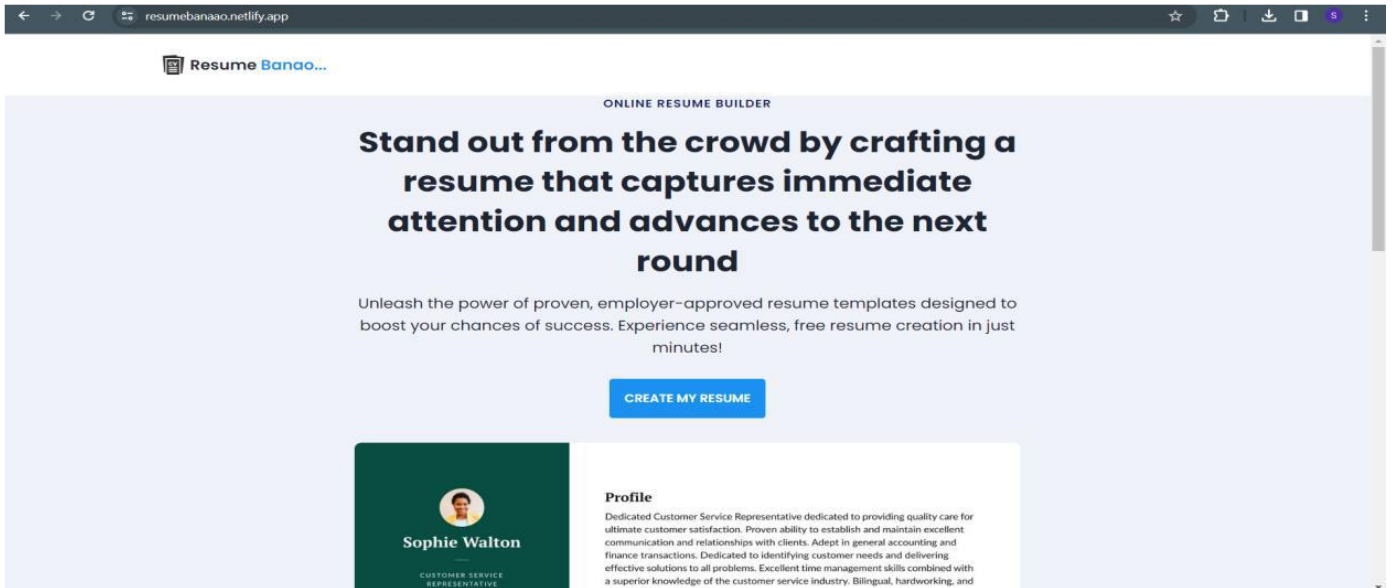 resumebanaao.netlify.app
S
Resume Banao...
ONLINE RESUME BUILDER
Stand out from the crowd by crafting a
resume that captures immediate
attention and advances to the next
round
Unleash the power of proven, employer-approved resume templates designed to
boost your chances of success. Experience seamless, free resume creation in just
minutes!
CREATE MY RESUME
Sophie Walton
CUSTOMER SERVICE
REPRESENTATIVE
Profile
Dedicated Customer Service Representative dedicated to providing quality care for
ultimate customer satisfaction. Proven ability to establish and maintain excellent
communication and relationships with clients. Adept in general accounting and
finance transactions. Dedicated to identifying customer needs and delivering
effective solutions to all problems. Excellent time management skills combined with
a superior knowledge of the customer service industry. Bilingual, hardworking, and